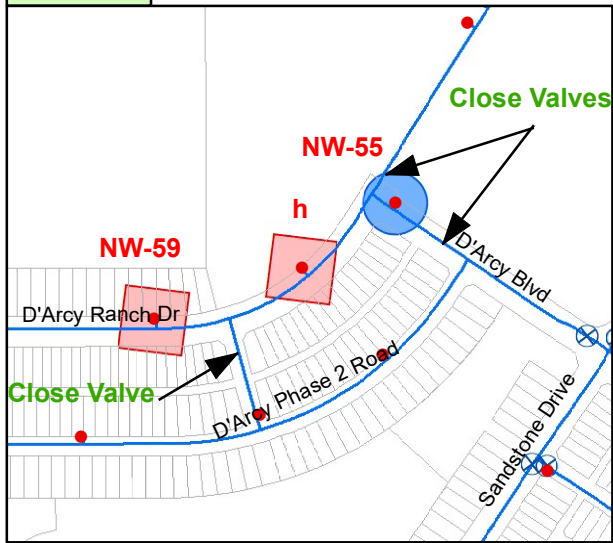 Close Valves
NW-55
h
NW-59
D'Arcy Blvd
D'Arcy Ranch Dr
Close Valve
D'Arcy Phase 2 Road
Sandstone Drive